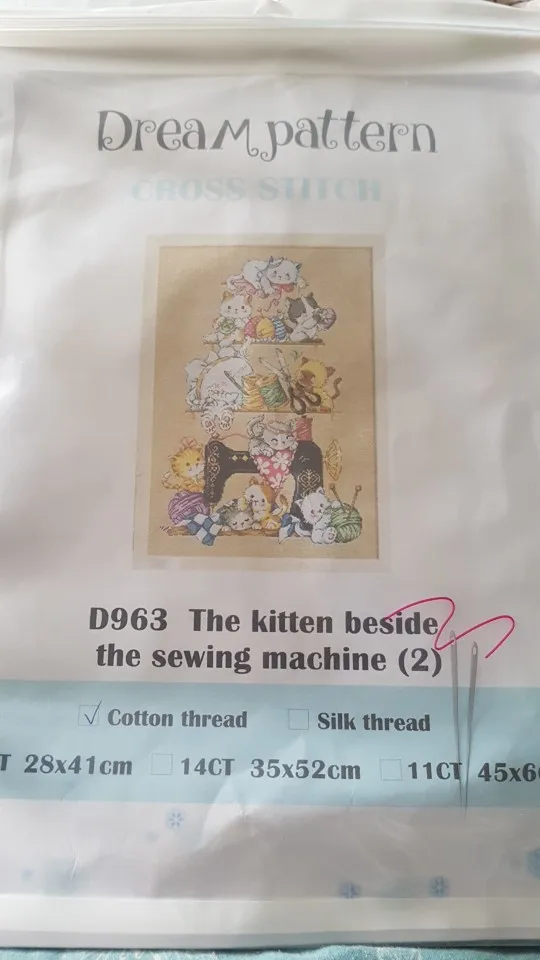 Dream pattern
CROSS STITCH
D963 The kitten beside
the sewing machine (2)
Cotton thread Silk thread
28x41cm 14CT 35x52cm 11CT